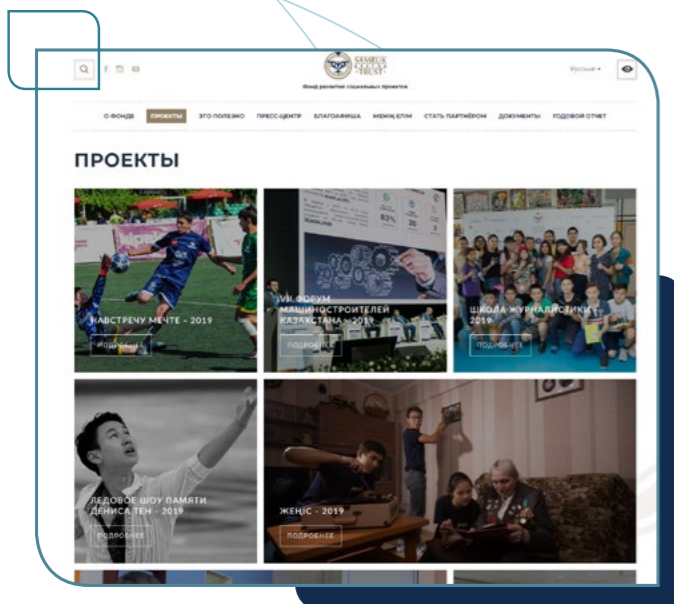 SAMRUK
KAZYNA
TRUST
Фонд развития социальных проектов
Русский
О ФОНДЕ ПРОЕКТЫ ЭТО ПОЛЕЗНО ПРЕСС-ЦЕНТР БЛАГОАФИША МЕНІҢ ЕЛІМ СТАТЬ ПАРТНЁРОМ ДОКУМЕНТЫ ГОДОВОЙ ОТЧЕТ
ПРОЕКТЫ
НАВСТРЕЧУ МЕЧТЕ - 2019
ПОДРОБНЕЕ
83%
26
VII ФОРУМ
МАШИНОСТРОИТЕЛЕЙ
КАЗАХСТАНА - 2019
ПОДРОБНЕЕ
ШКОЛА ЖУРНАЛИСТИКИ -
2019
ПОДРОБНЕЕ
ЛЕДОВОЕ ШОУ ПАМЯТИ
ДЕНИСА ТЕН - 2019
ПОДРОБНЕЕ
ЖЕҢІС - 2019
ПОДРОБНЕЕ